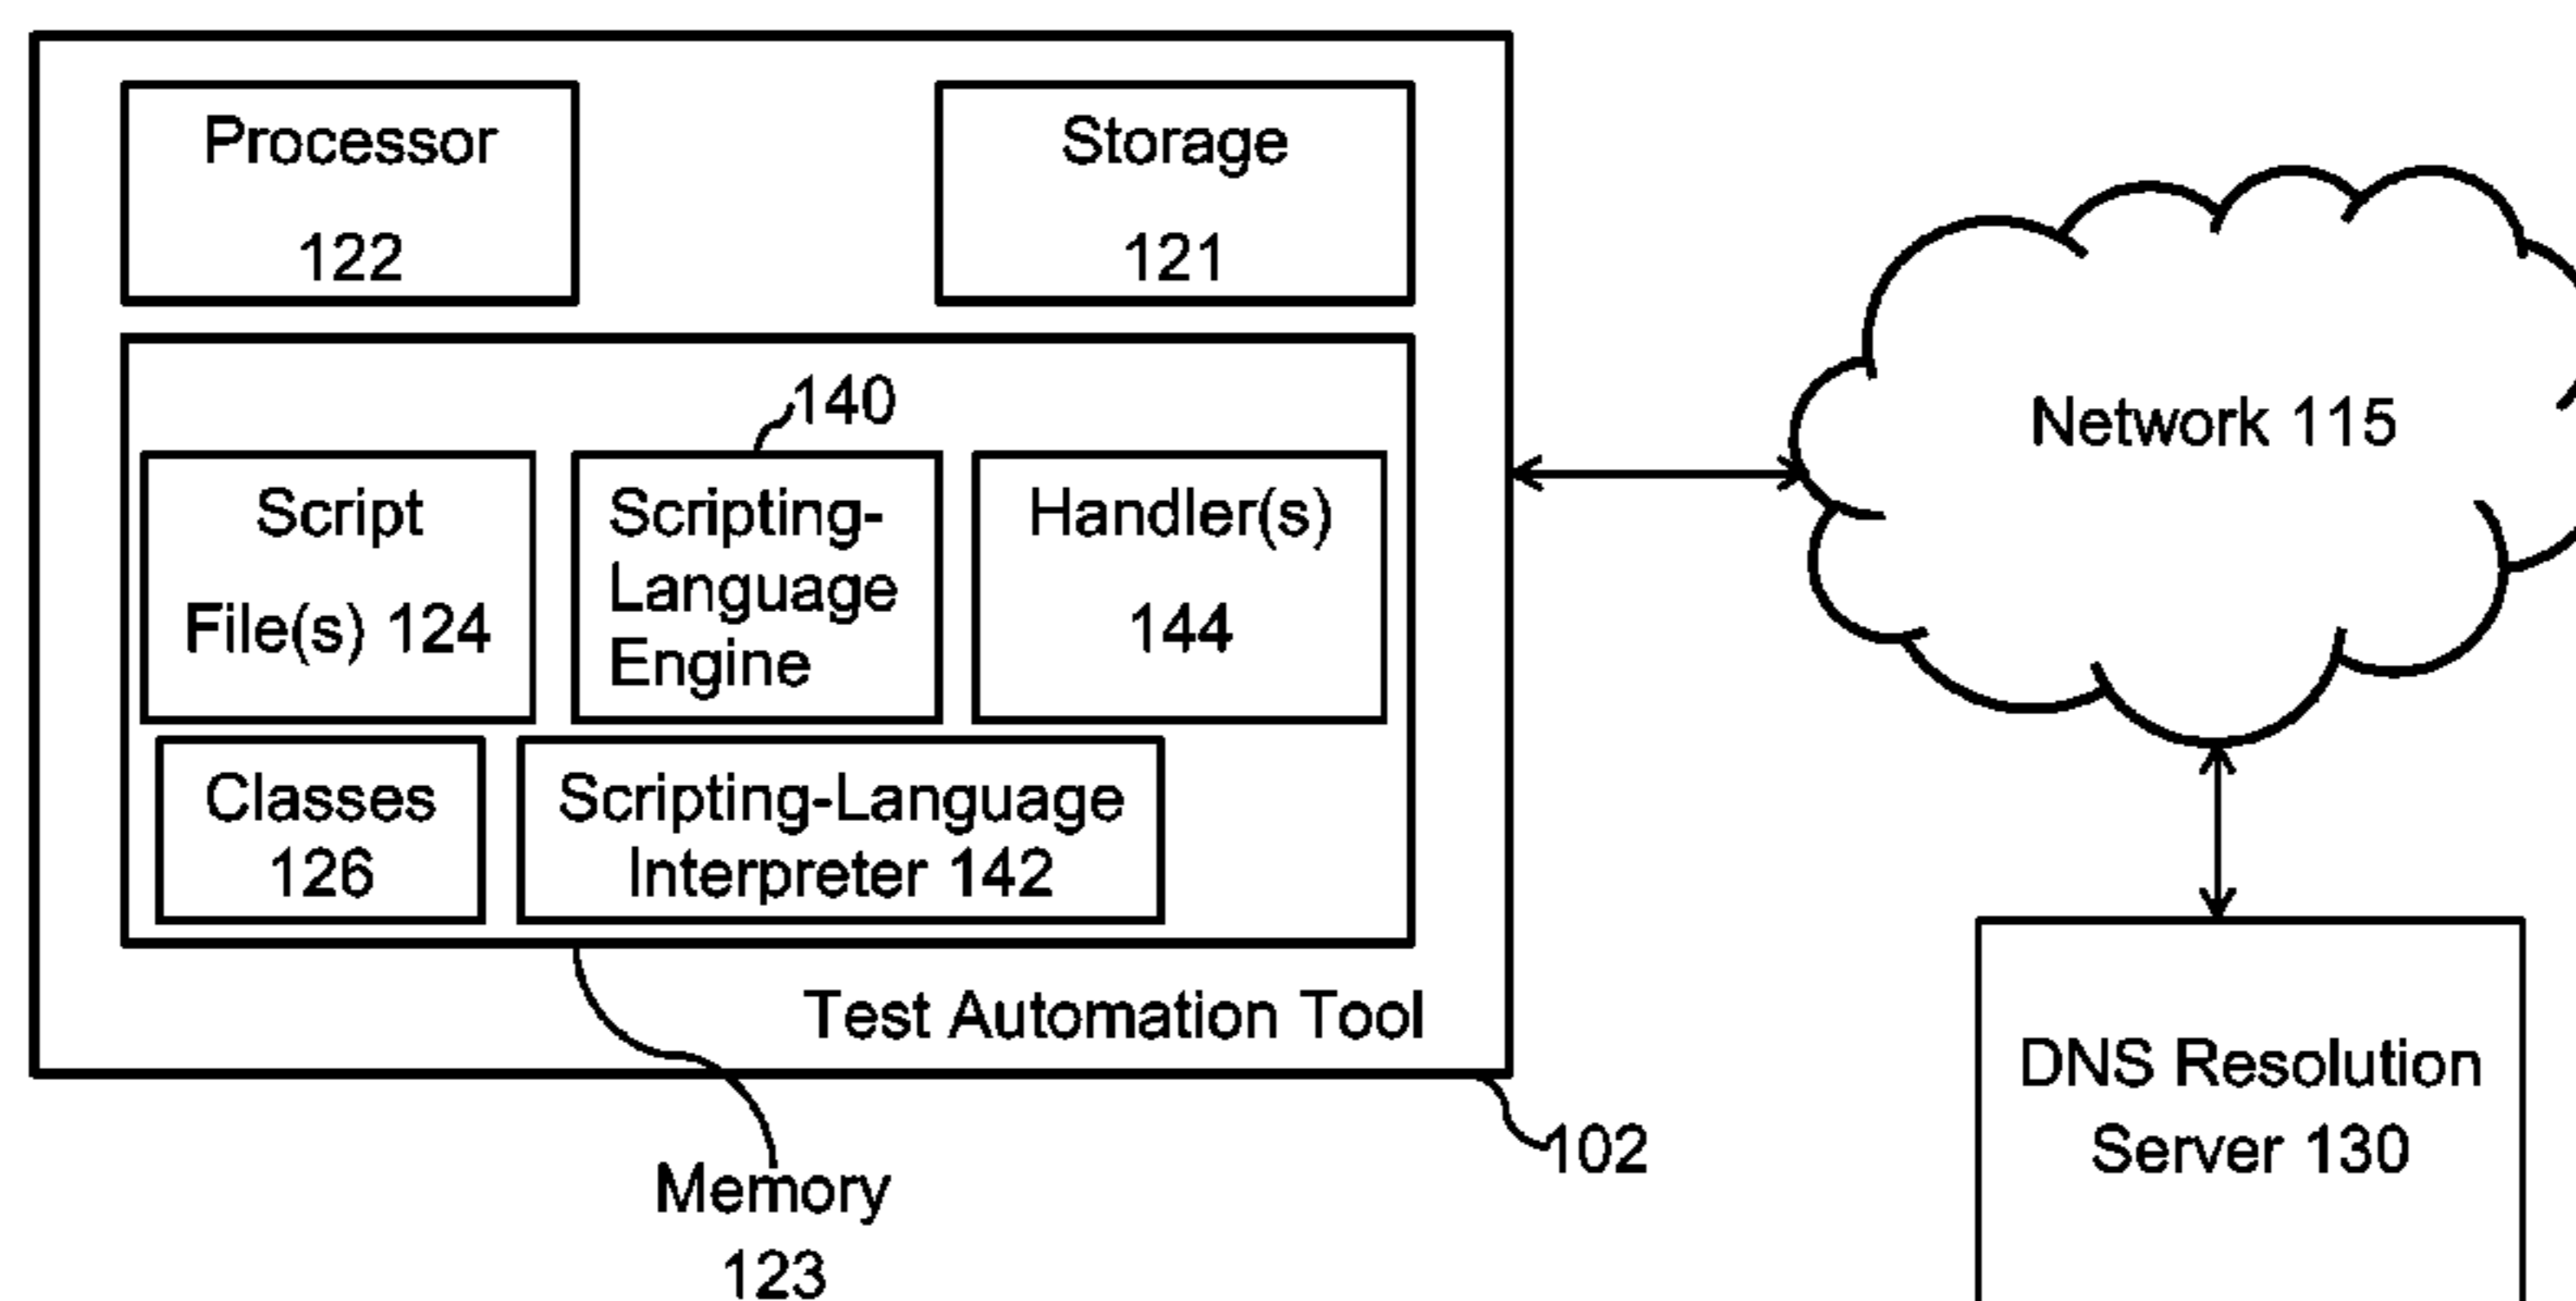 Processor
122
Storage
121
140
Script
File(s) 124
Scripting-
Language
Engine
Handler(s)
144
Classes
126
Scripting-Language
Interpreter 142
Test Automation Tool
102
Memory
123
Network 115
DNS Resolution
Server 130